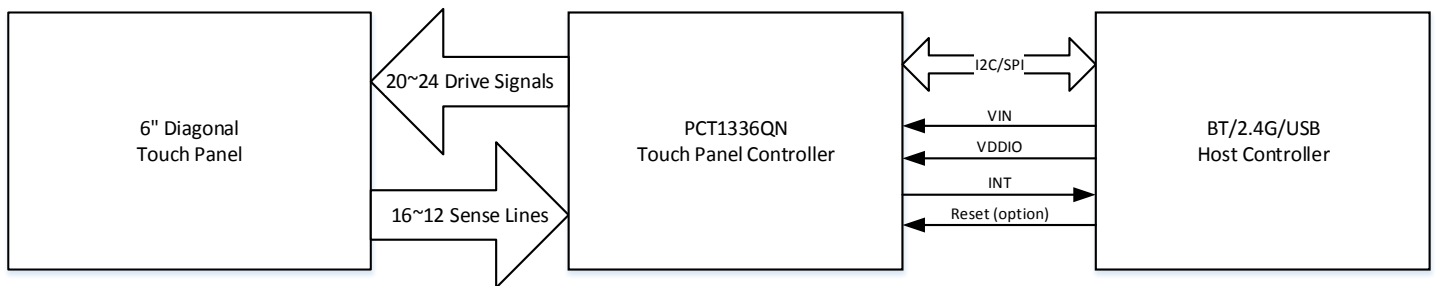 6" Diagonal
Touch Panel
20~24 Drive Signals
16~12 Sense Lines
PCT1336QN
Touch Panel Controller
I2C/SPI
VIN
VDDIO
INT
Reset (option)
BT/2.4G/USB
Host Controller